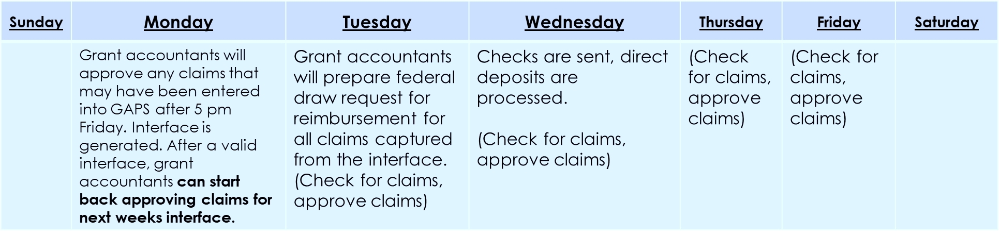 Sunday
Monday
Tuesday
Wednesday
Thursday
Friday
Saturday
Grant accountants will
approve any claims that
may have been entered
into GAPS after 5 pm
Friday. Interface is
generated. After a valid
interface, grant
accountants can start
back approving claims for
next weeks interface.
Grant accountants
will prepare federal
draw request for
reimbursement for
all claims captured
from the interface.
(Check for claims,
approve claims)
Checks are sent, direct
deposits are
processed.
(Check for claims,
approve claims)
(Check
for claims,
approve
claims)
(Check for
claims,
approve
claims)